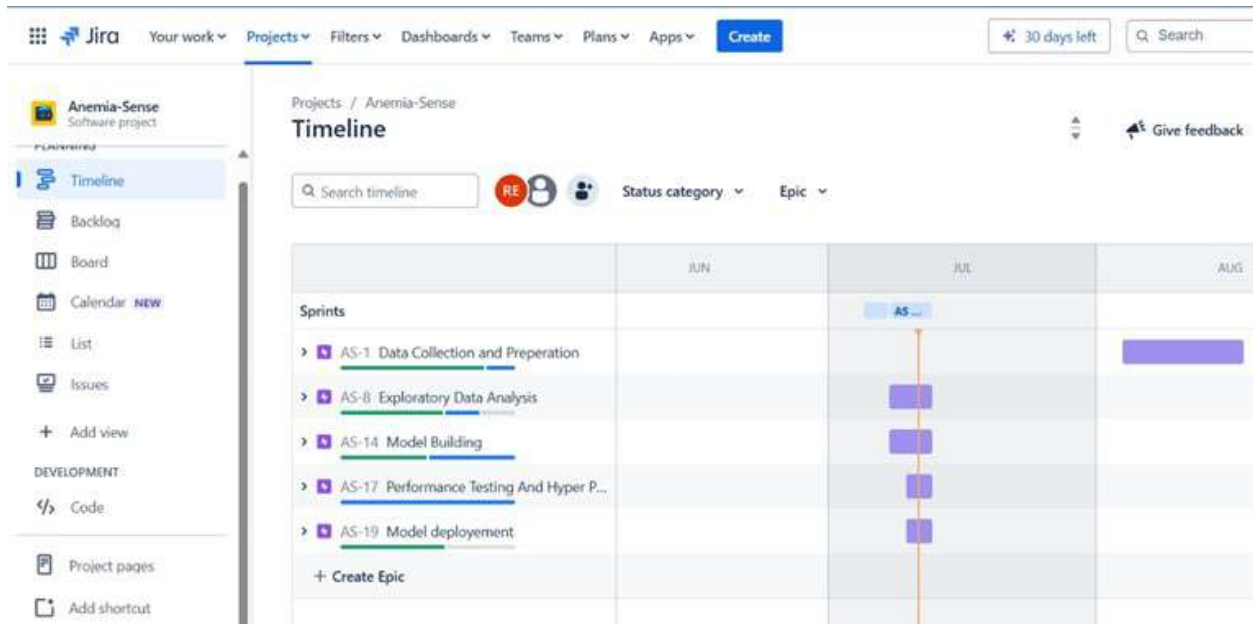 Jira Your work Projects Filters Dashboards Teams Plans Apps Create 30 days left Search
Anemia-Sense
Software project
PLANNING
Timeline
Backlog
Board
Calendar NEW
List
Issues
Add view
DEVELOPMENT
Code
Project pages
Add shortcut
Projects / Anemia-Sense
Timeline
Give feedback
Search timeline RE Status category Epic
JUN JUL AUG
Sprints AS ...
AS-1 Data Collection and Preperation
AS-8 Exploratory Data Analysis
AS-14 Model Building
AS-17 Performance Testing And Hyper P...
AS-19 Model deployement
+ Create Epic